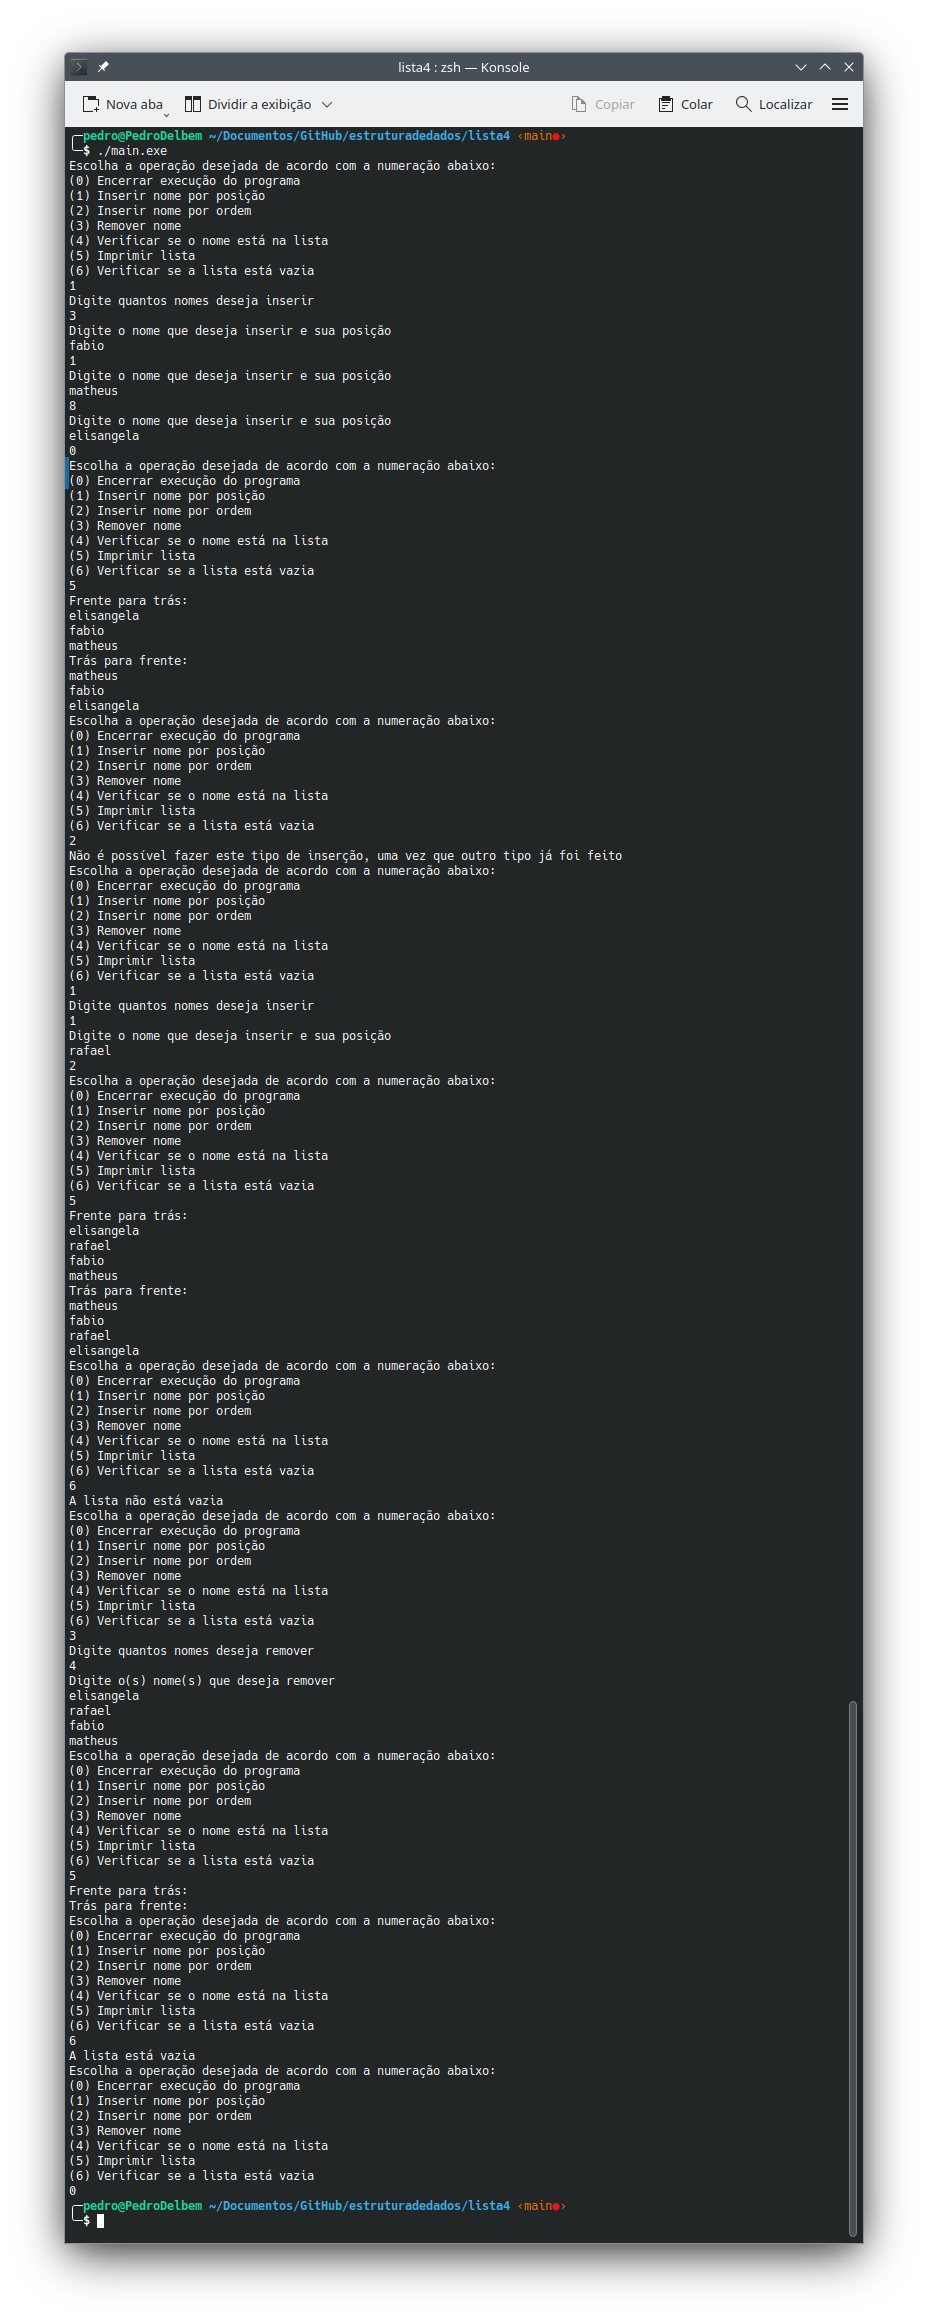 lista4 : zsh — Konsole
Nova aba Dividir a exibição Copiar Colar Localizar
pedro@PedroDelbem ~/Documentos/GitHub/estruturadedados/lista4 ‹main●›
$ ./main.exe
Escolha a operação desejada de acordo com a numeração abaixo:
(0) Encerrar execução do programa
(1) Inserir nome por posição
(2) Inserir nome por ordem
(3) Remover nome
(4) Verificar se o nome está na lista
(5) Imprimir lista
(6) Verificar se a lista está vazia
1
Digite quantos nomes deseja inserir
3
Digite o nome que deseja inserir e sua posição
fabio
1
Digite o nome que deseja inserir e sua posição
matheus
8
Digite o nome que deseja inserir e sua posição
elisangela
0
Escolha a operação desejada de acordo com a numeração abaixo:
(0) Encerrar execução do programa
(1) Inserir nome por posição
(2) Inserir nome por ordem
(3) Remover nome
(4) Verificar se o nome está na lista
(5) Imprimir lista
(6) Verificar se a lista está vazia
5
Frente para trás:
elisangela
fabio
matheus
Trás para frente:
matheus
fabio
elisangela
Escolha a operação desejada de acordo com a numeração abaixo:
(0) Encerrar execução do programa
(1) Inserir nome por posição
(2) Inserir nome por ordem
(3) Remover nome
(4) Verificar se o nome está na lista
(5) Imprimir lista
(6) Verificar se a lista está vazia
2
Não é possível fazer este tipo de inserção, uma vez que outro tipo já foi feito
Escolha a operação desejada de acordo com a numeração abaixo:
(0) Encerrar execução do programa
(1) Inserir nome por posição
(2) Inserir nome por ordem
(3) Remover nome
(4) Verificar se o nome está na lista
(5) Imprimir lista
(6) Verificar se a lista está vazia
1
Digite quantos nomes deseja inserir
1
Digite o nome que deseja inserir e sua posição
rafael
2
Escolha a operação desejada de acordo com a numeração abaixo:
(0) Encerrar execução do programa
(1) Inserir nome por posição
(2) Inserir nome por ordem
(3) Remover nome
(4) Verificar se o nome está na lista
(5) Imprimir lista
(6) Verificar se a lista está vazia
5
Frente para trás:
elisangela
rafael
fabio
matheus
Trás para frente:
matheus
fabio
rafael
elisangela
Escolha a operação desejada de acordo com a numeração abaixo:
(0) Encerrar execução do programa
(1) Inserir nome por posição
(2) Inserir nome por ordem
(3) Remover nome
(4) Verificar se o nome está na lista
(5) Imprimir lista
(6) Verificar se a lista está vazia
6
A lista não está vazia
Escolha a operação desejada de acordo com a numeração abaixo:
(0) Encerrar execução do programa
(1) Inserir nome por posição
(2) Inserir nome por ordem
(3) Remover nome
(4) Verificar se o nome está na lista
(5) Imprimir lista
(6) Verificar se a lista está vazia
3
Digite quantos nomes deseja remover
4
Digite o(s) nome(s) que deseja remover
elisangela
rafael
fabio
matheus
Escolha a operação desejada de acordo com a numeração abaixo:
(0) Encerrar execução do programa
(1) Inserir nome por posição
(2) Inserir nome por ordem
(3) Remover nome
(4) Verificar se o nome está na lista
(5) Imprimir lista
(6) Verificar se a lista está vazia
5
Frente para trás:
Trás para frente:
Escolha a operação desejada de acordo com a numeração abaixo:
(0) Encerrar execução do programa
(1) Inserir nome por posição
(2) Inserir nome por ordem
(3) Remover nome
(4) Verificar se o nome está na lista
(5) Imprimir lista
(6) Verificar se a lista está vazia
6
A lista está vazia
Escolha a operação desejada de acordo com a numeração abaixo:
(0) Encerrar execução do programa
(1) Inserir nome por posição
(2) Inserir nome por ordem
(3) Remover nome
(4) Verificar se o nome está na lista
(5) Imprimir lista
(6) Verificar se a lista está vazia
0
pedro@PedroDelbem ~/Documentos/GitHub/estruturadedados/lista4 ‹main●›
$